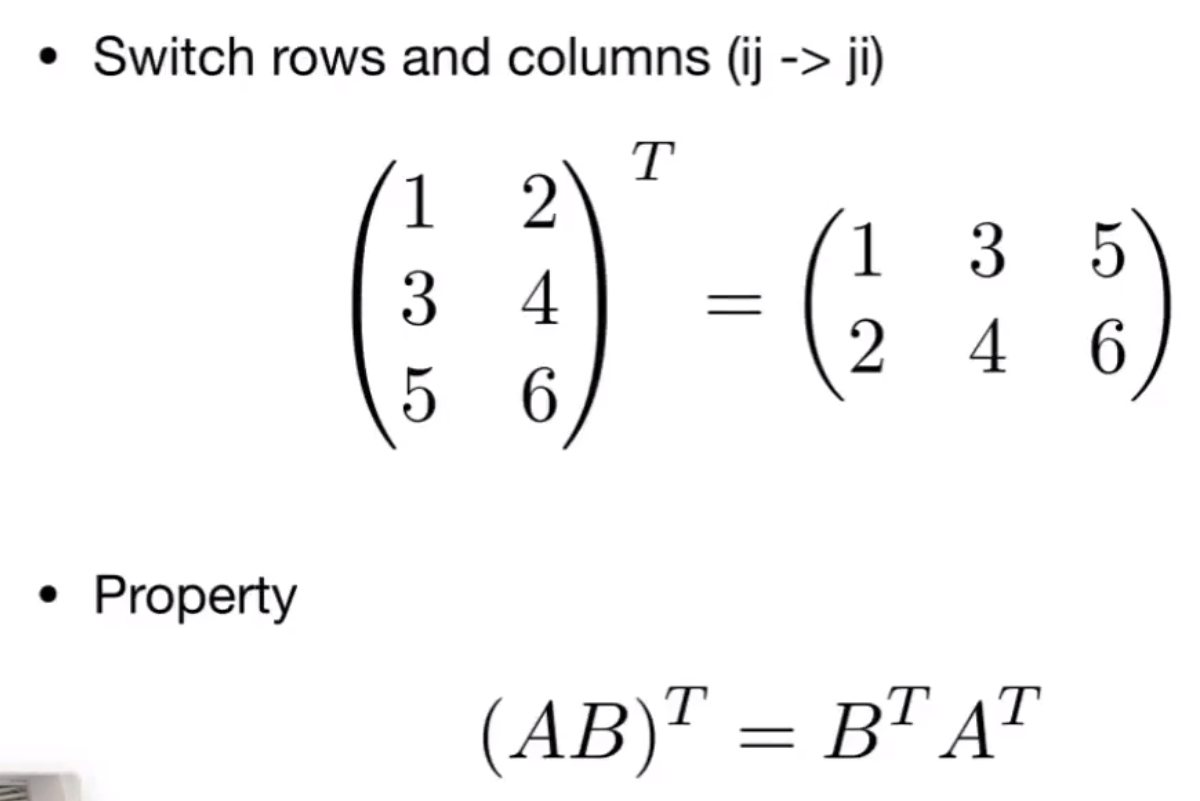 • Switch rows and columns (ij -> ji)
T
1 2
3 4
5 6
=
1 3 5
2 4 6
• Property
(AB)^T = B^T A^T